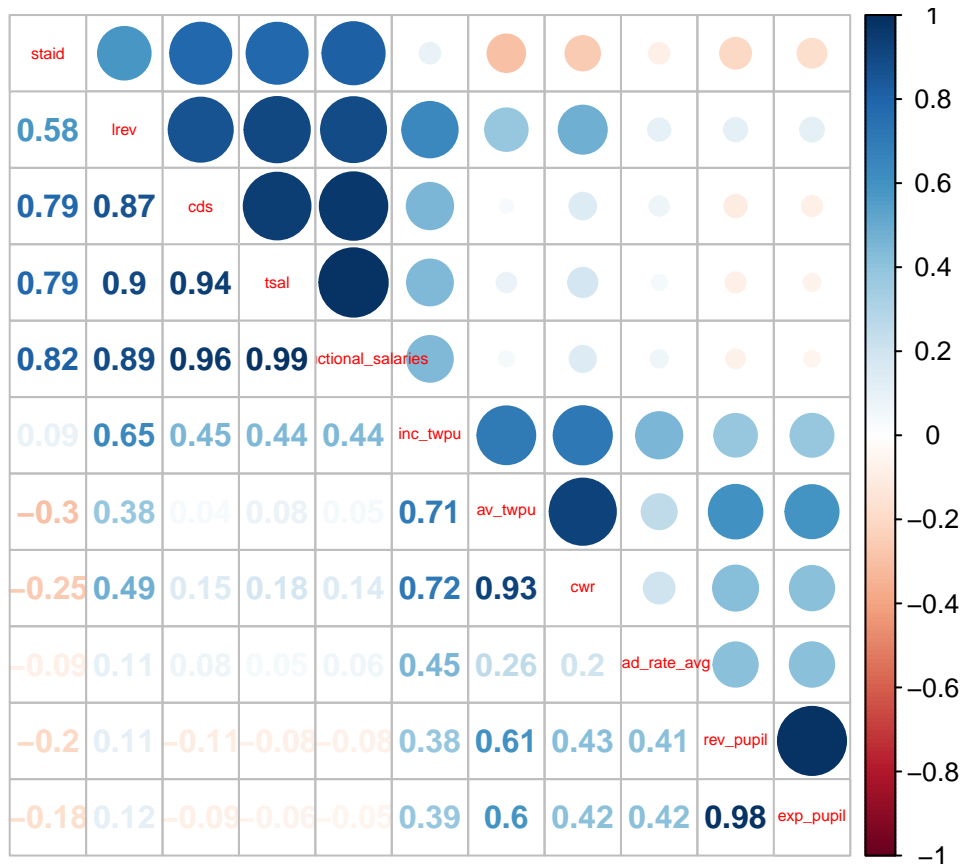 1
staid
0.58 lrev 0.8
0.79 0.87 cds 0.6
0.79 0.9 0.94 tsal 0.4
0.82 0.89 0.96 0.99 ctional_salaries 0.2
0.09 0.65 0.45 0.44 0.44 inc_twpu 0
−0.3 0.38 0.04 0.08 0.05 0.71 av_twpu −0.2
−0.25 0.49 0.15 0.18 0.14 0.72 0.93 cwr −0.4
−0.09 0.11 0.08 0.05 0.06 0.45 0.26 0.2 ad_rate_avg −0.6
−0.2 0.11 −0.11 −0.08 −0.08 0.38 0.61 0.43 0.41 rev_pupil −0.8
−0.18 0.12 −0.09 −0.06 −0.05 0.39 0.6 0.42 0.42 0.98 exp_pupil
−1